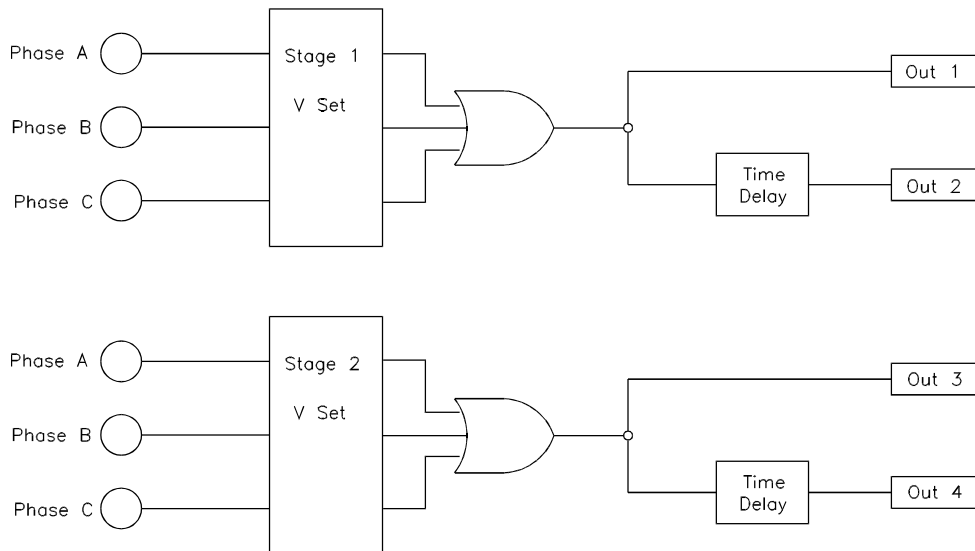 Phase A
Stage 1
Out 1
V Set
Phase B
Time
Delay
Out 2
Phase C
Phase A
Stage 2
Out 3
V Set
Phase B
Time
Delay
Out 4
Phase C